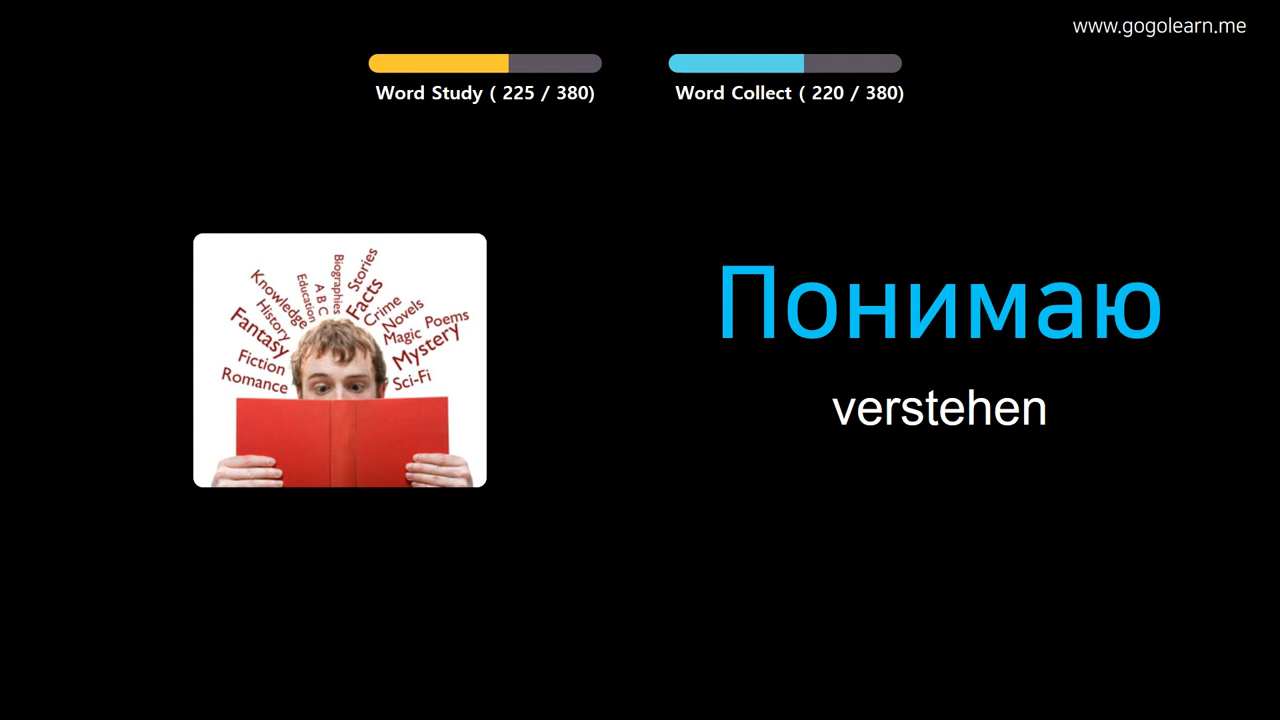 www.gogolearn.me
Word Study ( 225 / 380)
Word Collect ( 220 / 380)
Stories
Biographies
Facts
A B C
Education
Knowledge
History
Crime
Novels
Fantasy
Poems
Magic
Mystery
Fiction
Romance
Sci-Fi
Понимаю
verstehen